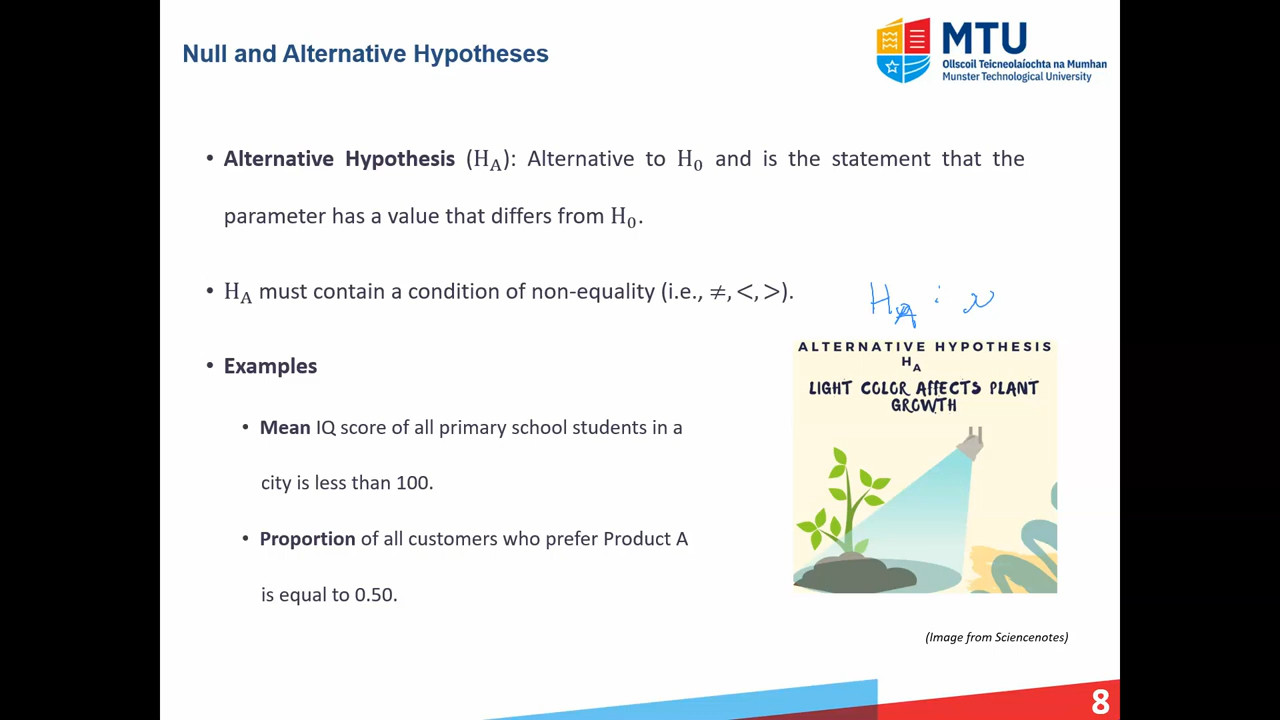 Null and Alternative Hypotheses
MTU
Ollscoil Teicneolaíochta na Mumhan
Munster Technological University
• Alternative Hypothesis (H_A): Alternative to H_0 and is the statement that the
parameter has a value that differs from H_0.
• H_A must contain a condition of non-equality (i.e., ≠, <, >).
H_A :
ALTERNATIVE HYPOTHESIS
H_A
LIGHT COLOR AFFECTS PLANT
GROWTH
• Examples
• Mean IQ score of all primary school students in a
city is less than 100.
• Proportion of all customers who prefer Product A
is equal to 0.50.
(Image from Sciencenotes)
8